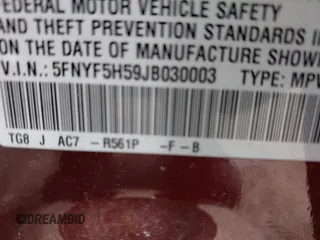 FEDERAL MOTOR VEHICLE SAFETY
AND THEFT PREVENTION STANDARDS IN
ON THE DATE OF MANUFACTURE SHOWN
V.I.N.: 5FNYF5H59JB030003 TYPE: MPV
TG8 J AC7 -R561P -F-B
DREAMBID